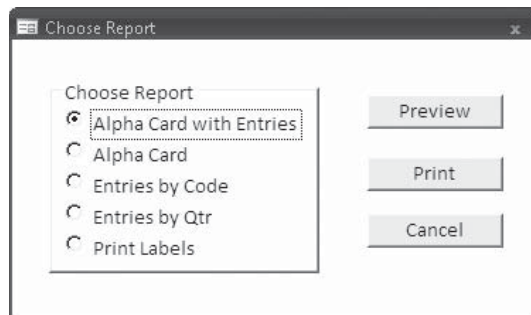 Choose Report
x
Choose Report
Alpha Card with Entries
Alpha Card
Entries by Code
Entries by Qtr
Print Labels
Preview
Print
Cancel